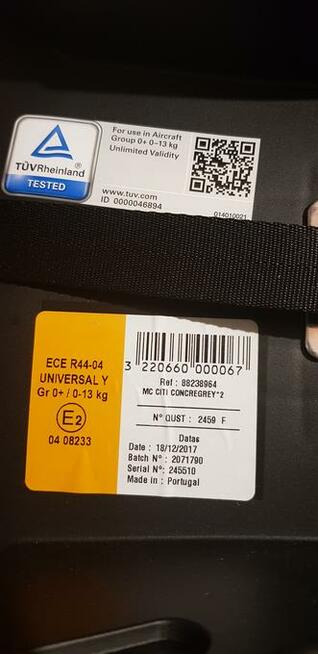 For use in Aircraft
Group 0+ 0-13 kg
Unlimited Validity
TÜVRheinland®
TESTED
www.tuv.com
ID 0000046894
014010021
ECE R44-04
UNIVERSAL Y
Gr 0+ / 0-13 kg
E2
04 08233
3 220660 000067
Ref : 88238964
MC CITI CONCREGREY*2
N° QUST : 2459 F
Datas
Date : 18/12/2017
Batch N° : 2071790
Serial N° : 245510
Made in : Portugal